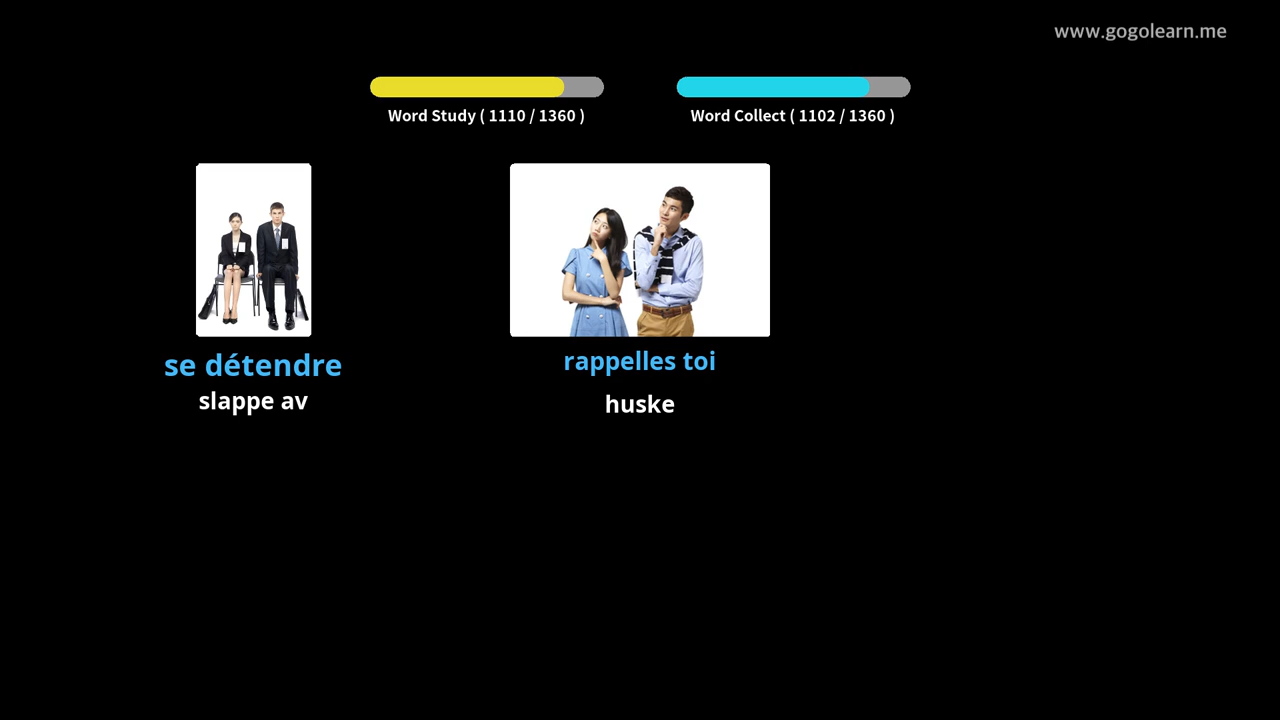 www.gogolearn.me
Word Study ( 1110 / 1360 )
Word Collect ( 1102 / 1360 )
se détendre
slappe av
rappelles toi
huske